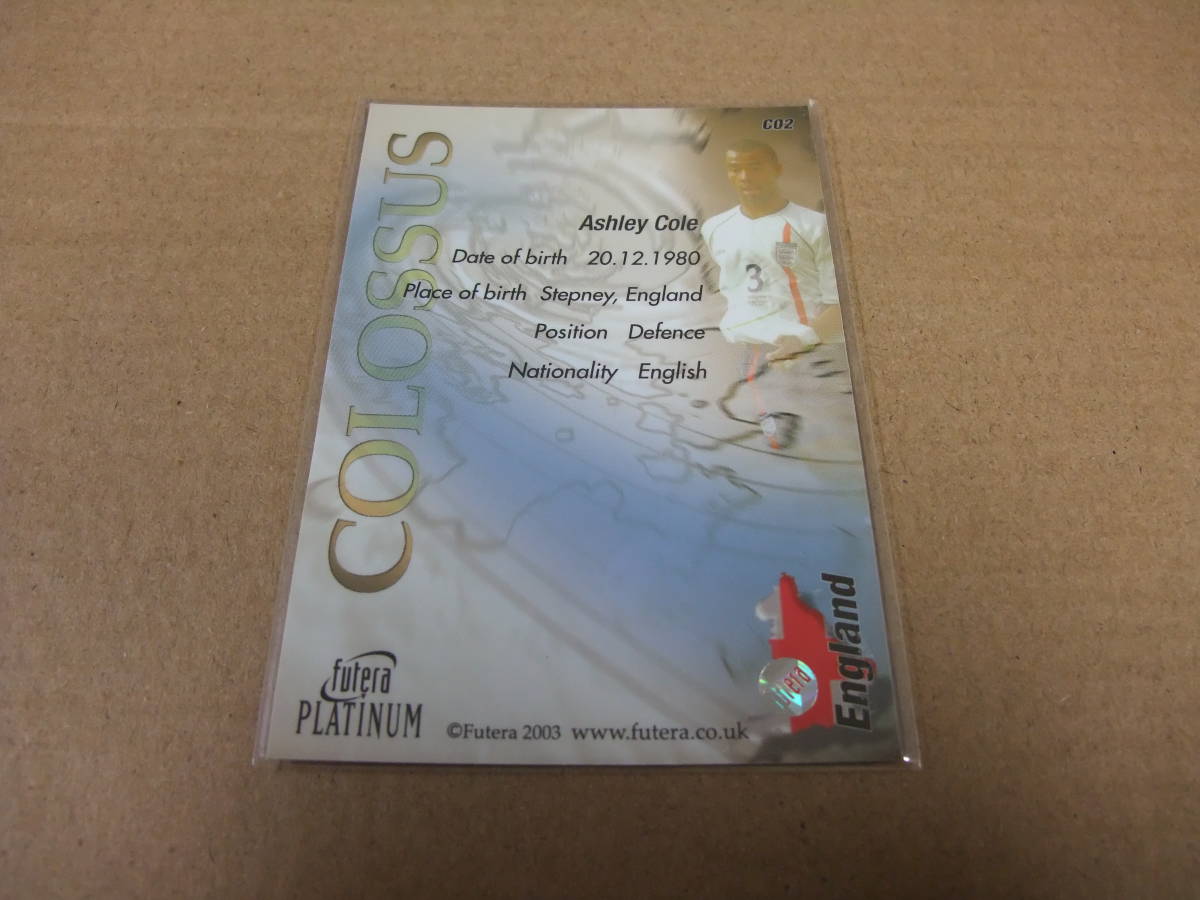 CO2
COLOSSUS
Ashley Cole
Date of birth 20.12.1980
Place of birth Stepney, England
Position Defence
Nationality English
3
England
futera
PLATINUM
©Futera 2003 www.futera.co.uk